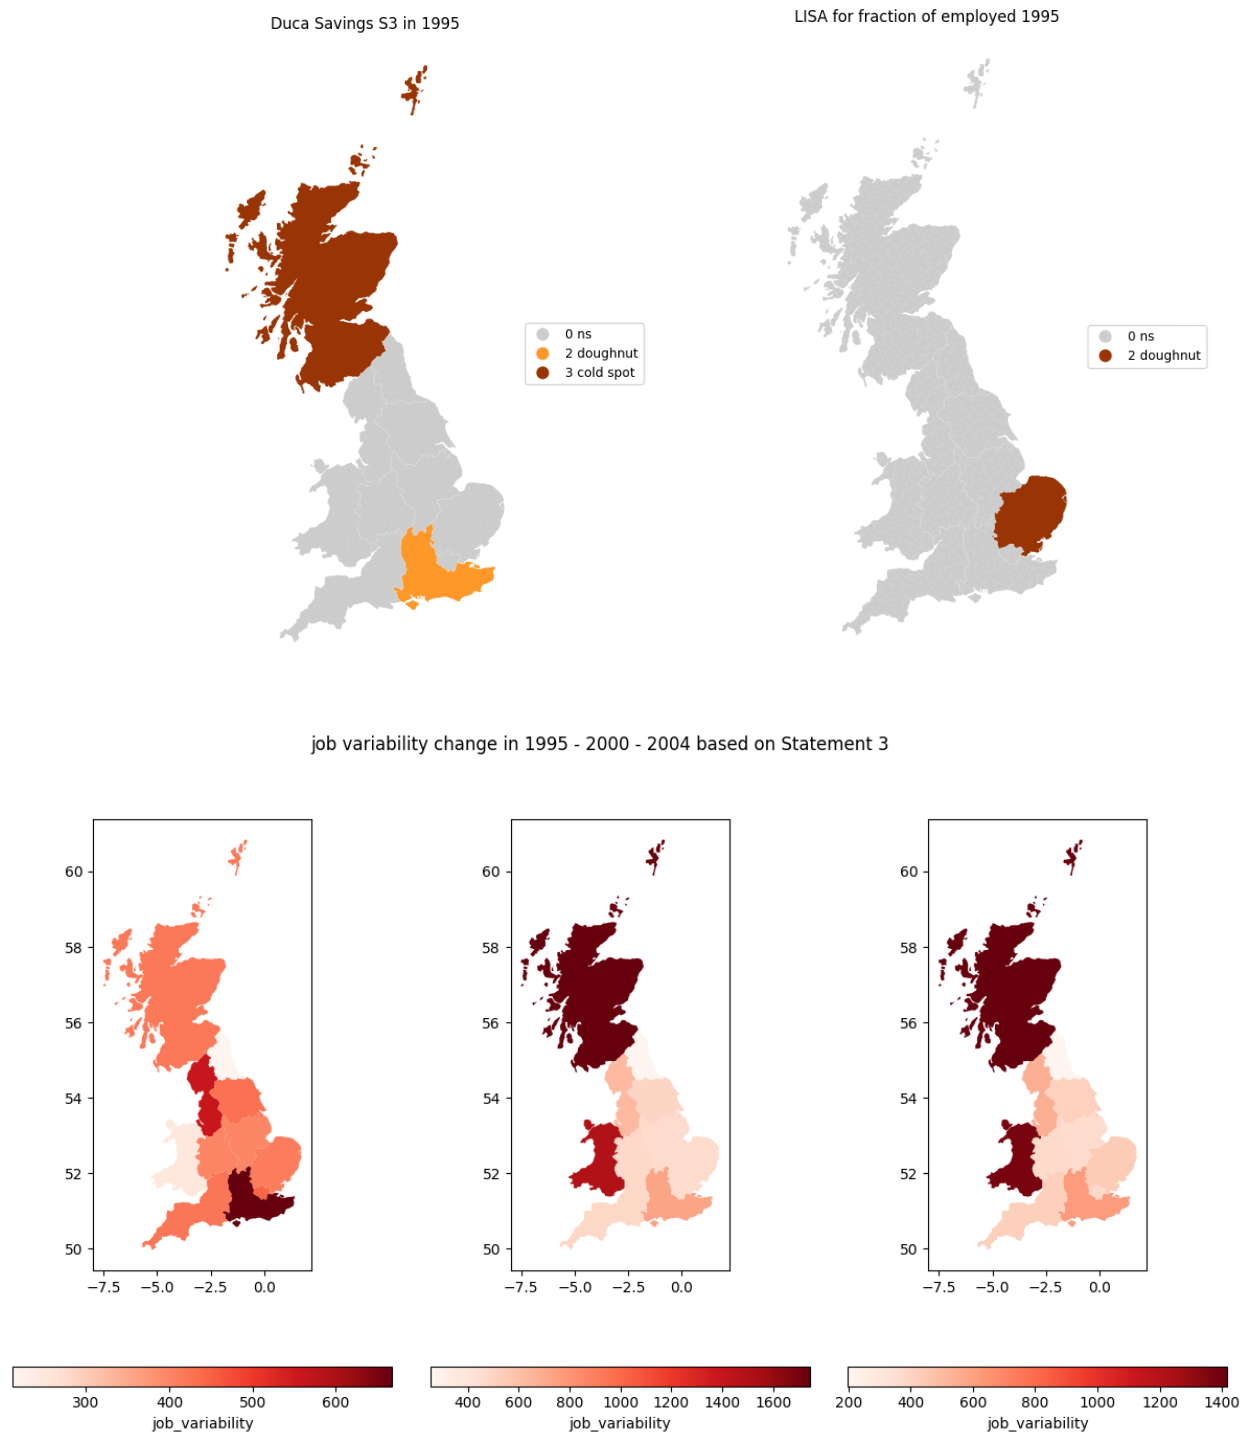 Duca Savings S3 in 1995
LISA for fraction of employed 1995
0 ns
2 doughnut
3 cold spot
0 ns
2 doughnut
job variability change in 1995 - 2000 - 2004 based on Statement 3
60
58
56
54
52
50
−7.5 −5.0 −2.5 0.0
60
58
56
54
52
50
−7.5 −5.0 −2.5 0.0
60
58
56
54
52
50
−7.5 −5.0 −2.5 0.0
300 400 500 600
job_variability
400 600 800 1000 1200 1400 1600
job_variability
200 400 600 800 1000 1200 1400
job_variability